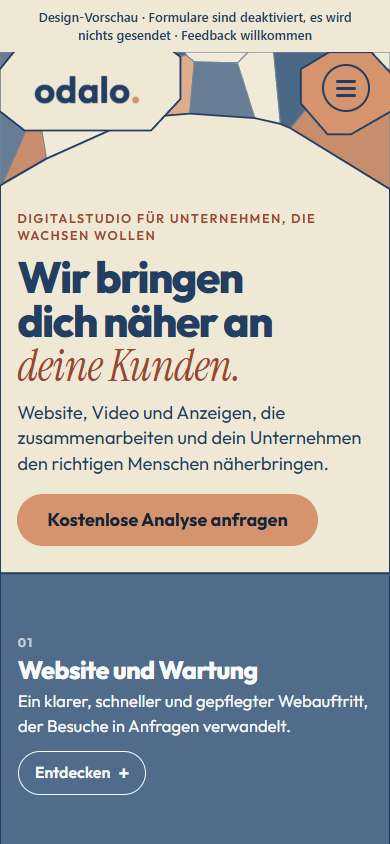 Design-Vorschau · Formulare sind deaktiviert, es wird
nichts gesendet · Feedback willkommen
odalo.
DIGITALSTUDIO FÜR UNTERNEHMEN, DIE
WACHSEN WOLLEN
Wir bringen
dich näher an
deine Kunden.
Website, Video und Anzeigen, die
zusammenarbeiten und dein Unternehmen
den richtigen Menschen näherbringen.
Kostenlose Analyse anfragen
01
Website und Wartung
Ein klarer, schneller und gepflegter Webauftritt,
der Besuche in Anfragen verwandelt.
Entdecken +